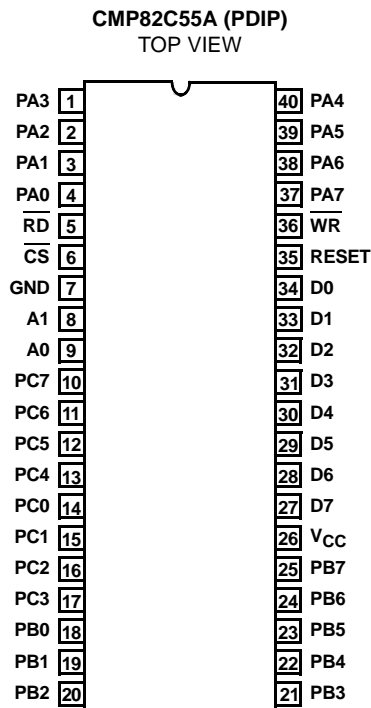 CMP82C55A (PDIP)
TOP VIEW
PA3 1 40 PA4
PA2 2 39 PA5
PA1 3 38 PA6
PA0 4 37 PA7
R̅D̅ 5 36 W̅R̅
C̅S̅ 6 35 RESET
GND 7 34 D0
A1 8 33 D1
A0 9 32 D2
PC7 10 31 D3
PC6 11 30 D4
PC5 12 29 D5
PC4 13 28 D6
PC0 14 27 D7
PC1 15 26 VCC
PC2 16 25 PB7
PC3 17 24 PB6
PB0 18 23 PB5
PB1 19 22 PB4
PB2 20 21 PB3